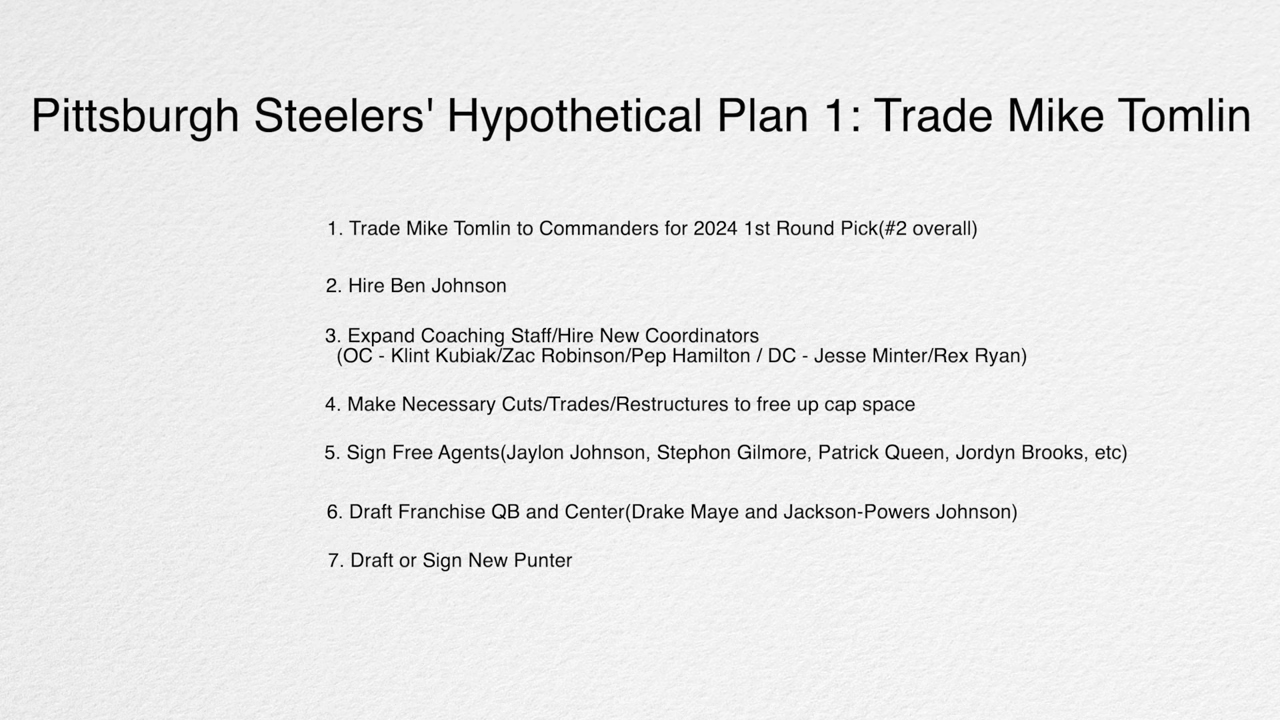 Pittsburgh Steelers' Hypothetical Plan 1: Trade Mike Tomlin
1. Trade Mike Tomlin to Commanders for 2024 1st Round Pick(#2 overall)
2. Hire Ben Johnson
3. Expand Coaching Staff/Hire New Coordinators
(OC - Klint Kubiak/Zac Robinson/Pep Hamilton / DC - Jesse Minter/Rex Ryan)
4. Make Necessary Cuts/Trades/Restructures to free up cap space
5. Sign Free Agents(Jaylon Johnson, Stephon Gilmore, Patrick Queen, Jordyn Brooks, etc)
6. Draft Franchise QB and Center(Drake Maye and Jackson-Powers Johnson)
7. Draft or Sign New Punter